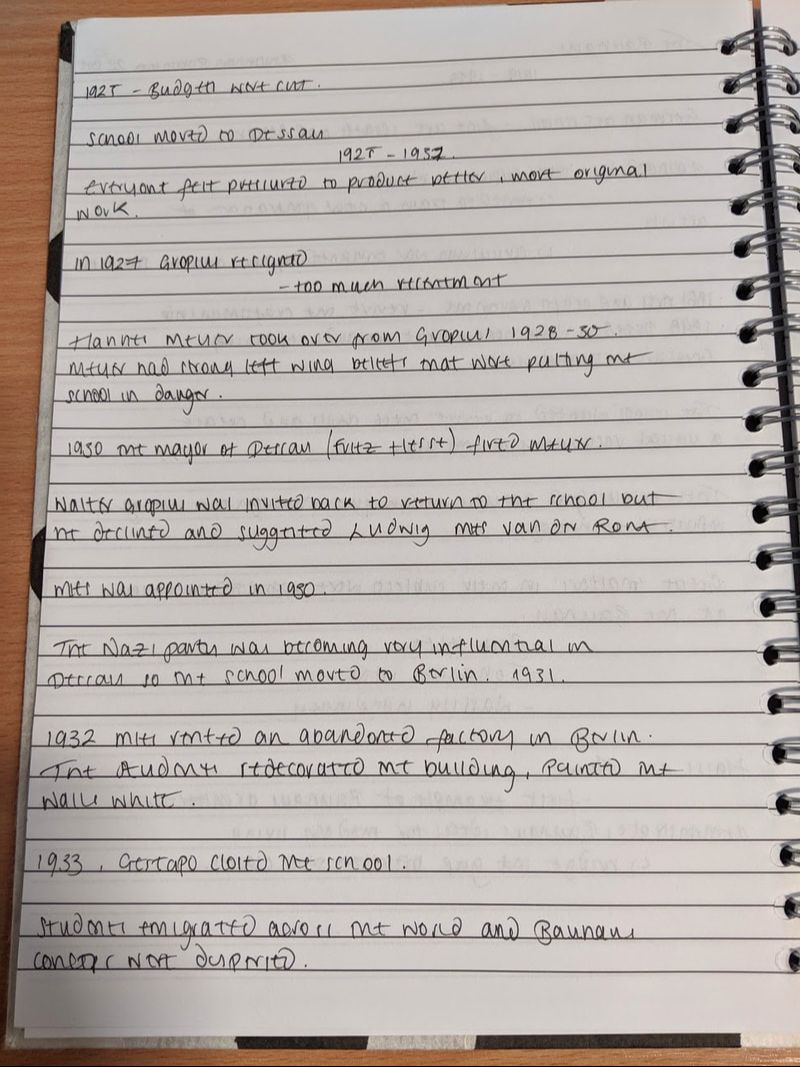 1925 - Budgets were cut.
School moved to Dessau
1925 - 1932.
everyone felt pressured to produce better, more original
work.
in 1927 Gropius resigned
- too much resentment
Hannes Meyer took over from Gropius 1928-30.
Meyer had strong left wing beliefs that were putting the
school in danger.
1930 the mayor of Dessau (Fritz Hesse) fired Meyer.
Walter Gropius was invited back to return to the school but
he declined and suggested Ludwig Mies van der Rohe.
Mies was appointed in 1930.
The Nazi party was becoming very influential in
Dessau so the school moved to Berlin. 1931.
1932 Mies rented an abandoned factory in Berlin.
The students redecorated the building, painted the
walls white.
1933, Gestapo closed the school.
Students emigrated across the world and Bauhaus
concepts were dispersed.